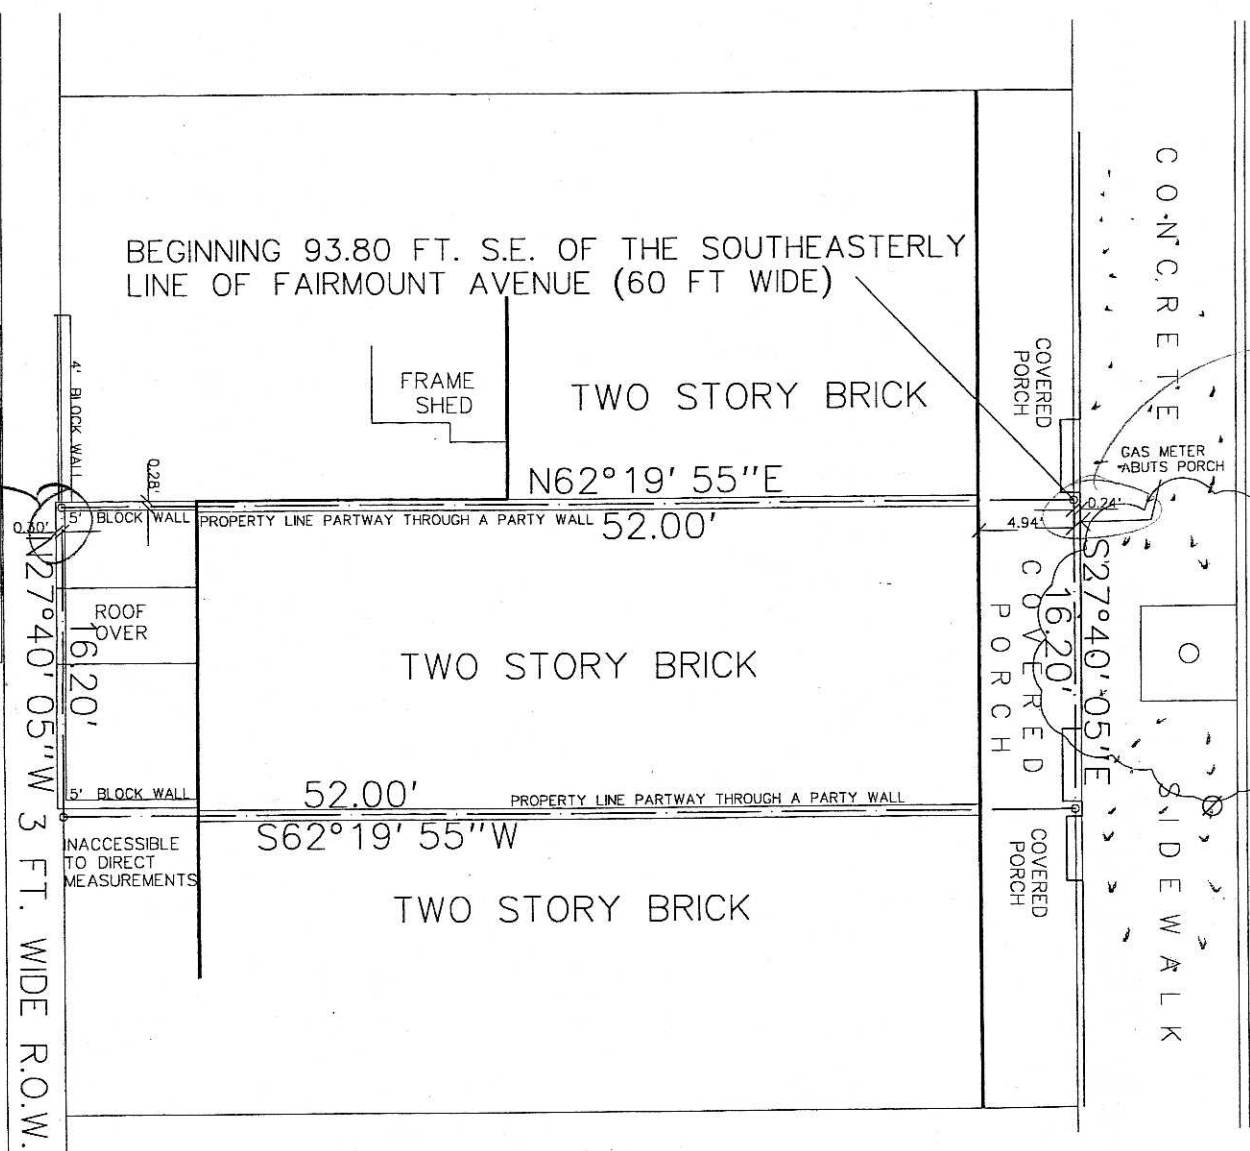 BEGINNING 93.80 FT. S.E. OF THE SOUTHEASTERLY
LINE OF FAIRMOUNT AVENUE (60 FT WIDE)
CONCRETE
SIDEWALK
COVERED
PORCH
4' BLOCK WALL
FRAME
SHED
TWO STORY BRICK
GAS METER
ABUTS PORCH
0.28'
N62°19' 55"E
0.24'
0.30'
5' BLOCK WALL
PROPERTY LINE PARTWAY THROUGH A PARTY WALL
52.00'
4.94'
S27°40' 05"E
16.20'
COVERED
PORCH
ROOF
OVER
TWO STORY BRICK
N27°40' 05"W
16.20'
5' BLOCK WALL
52.00'
PROPERTY LINE PARTWAY THROUGH A PARTY WALL
S62°19' 55"W
INACCESSIBLE
TO DIRECT
MEASUREMENTS
COVERED
PORCH
TWO STORY BRICK
3 FT. WIDE R.O.W.